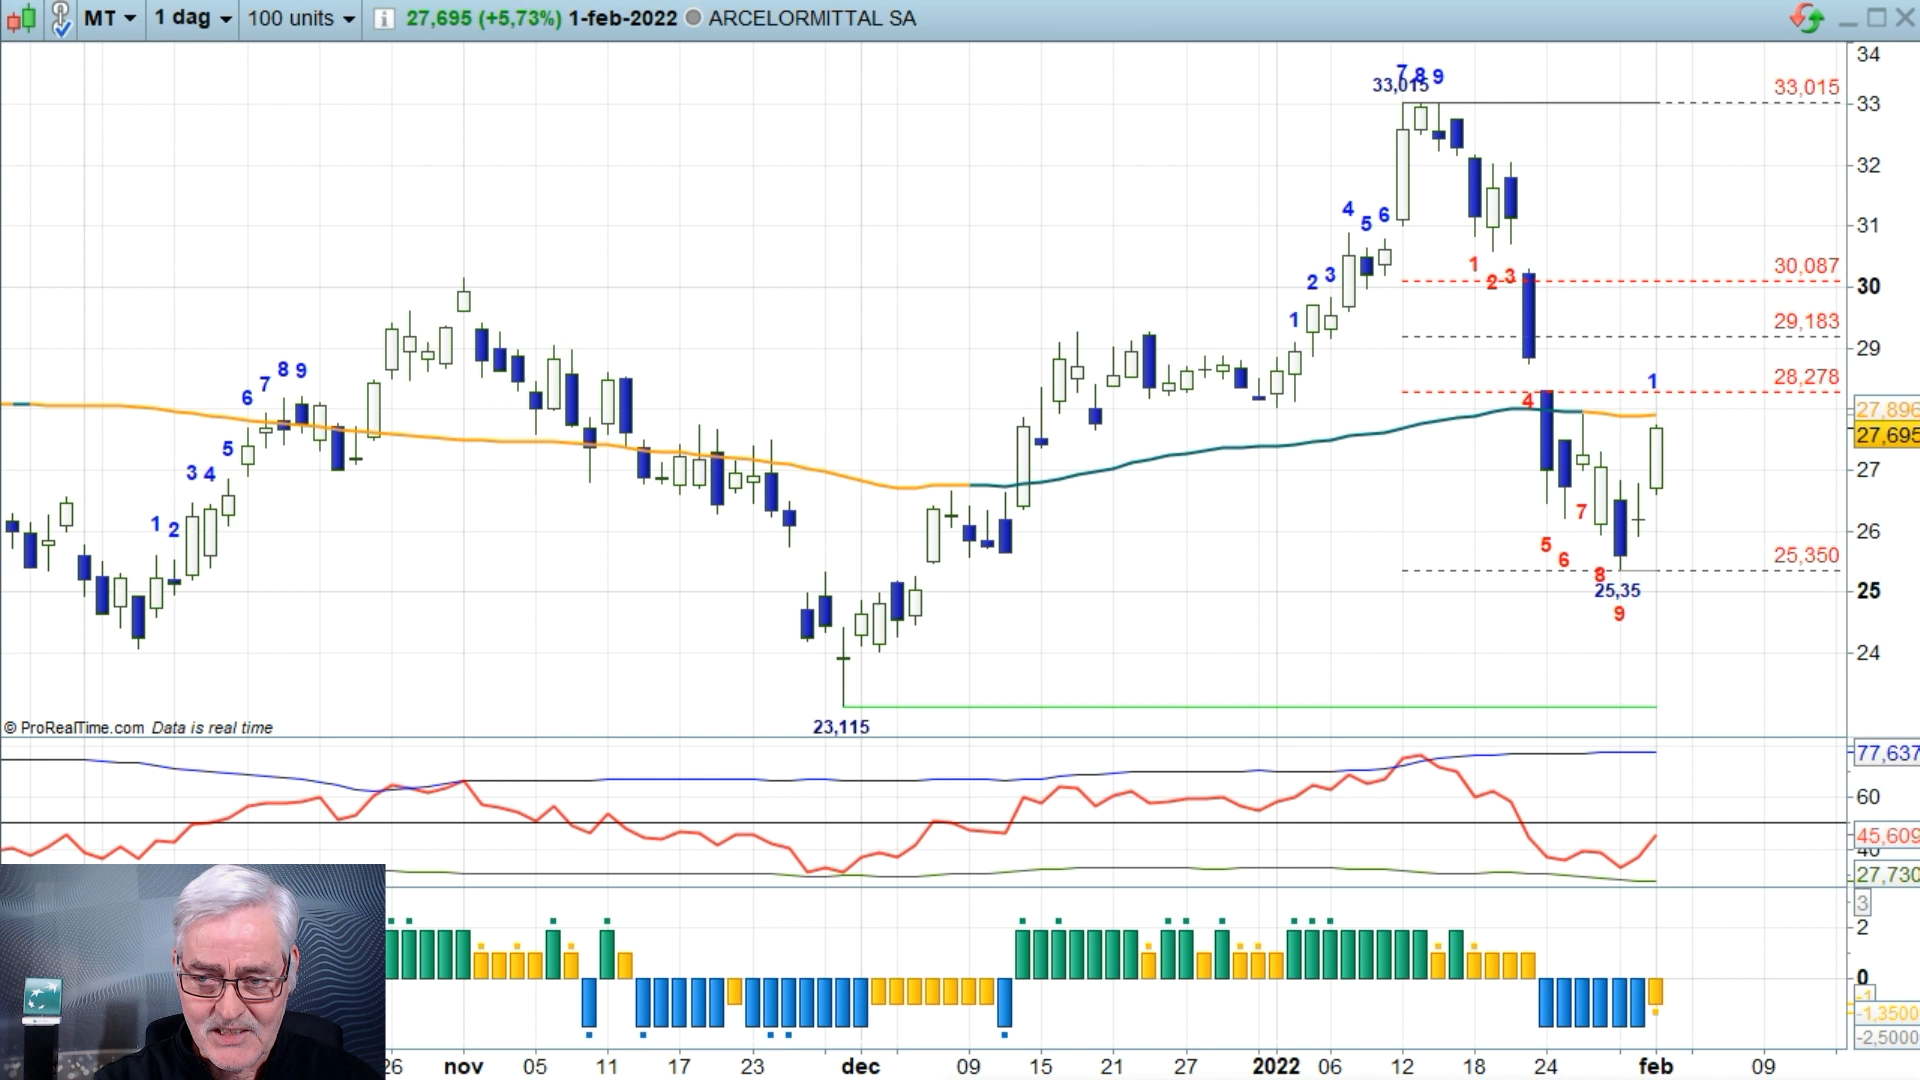 MT 1 dag 100 units 27,695 (+5,73%) 1-feb-2022 ARCELORMITTAL SA
34
7 8 9
33,015 33,015
33
32
4 5 6
31
1 2 3 30,087
2 3 30
1 29,183
29
8 9 1 28,278
6 7 4
27,896
27,695
5
3 4 27
7
1 2 26
5 6 25,350
8
25,35 25
9
24
© ProRealTime.com Data is real time 23,115
77,637
60
45,609
40
27,730
3
2
0
-1
-1,3500
-2,5000
26 nov 05 11 17 23 dec 09 15 21 27 2022 06 12 18 24 feb 09